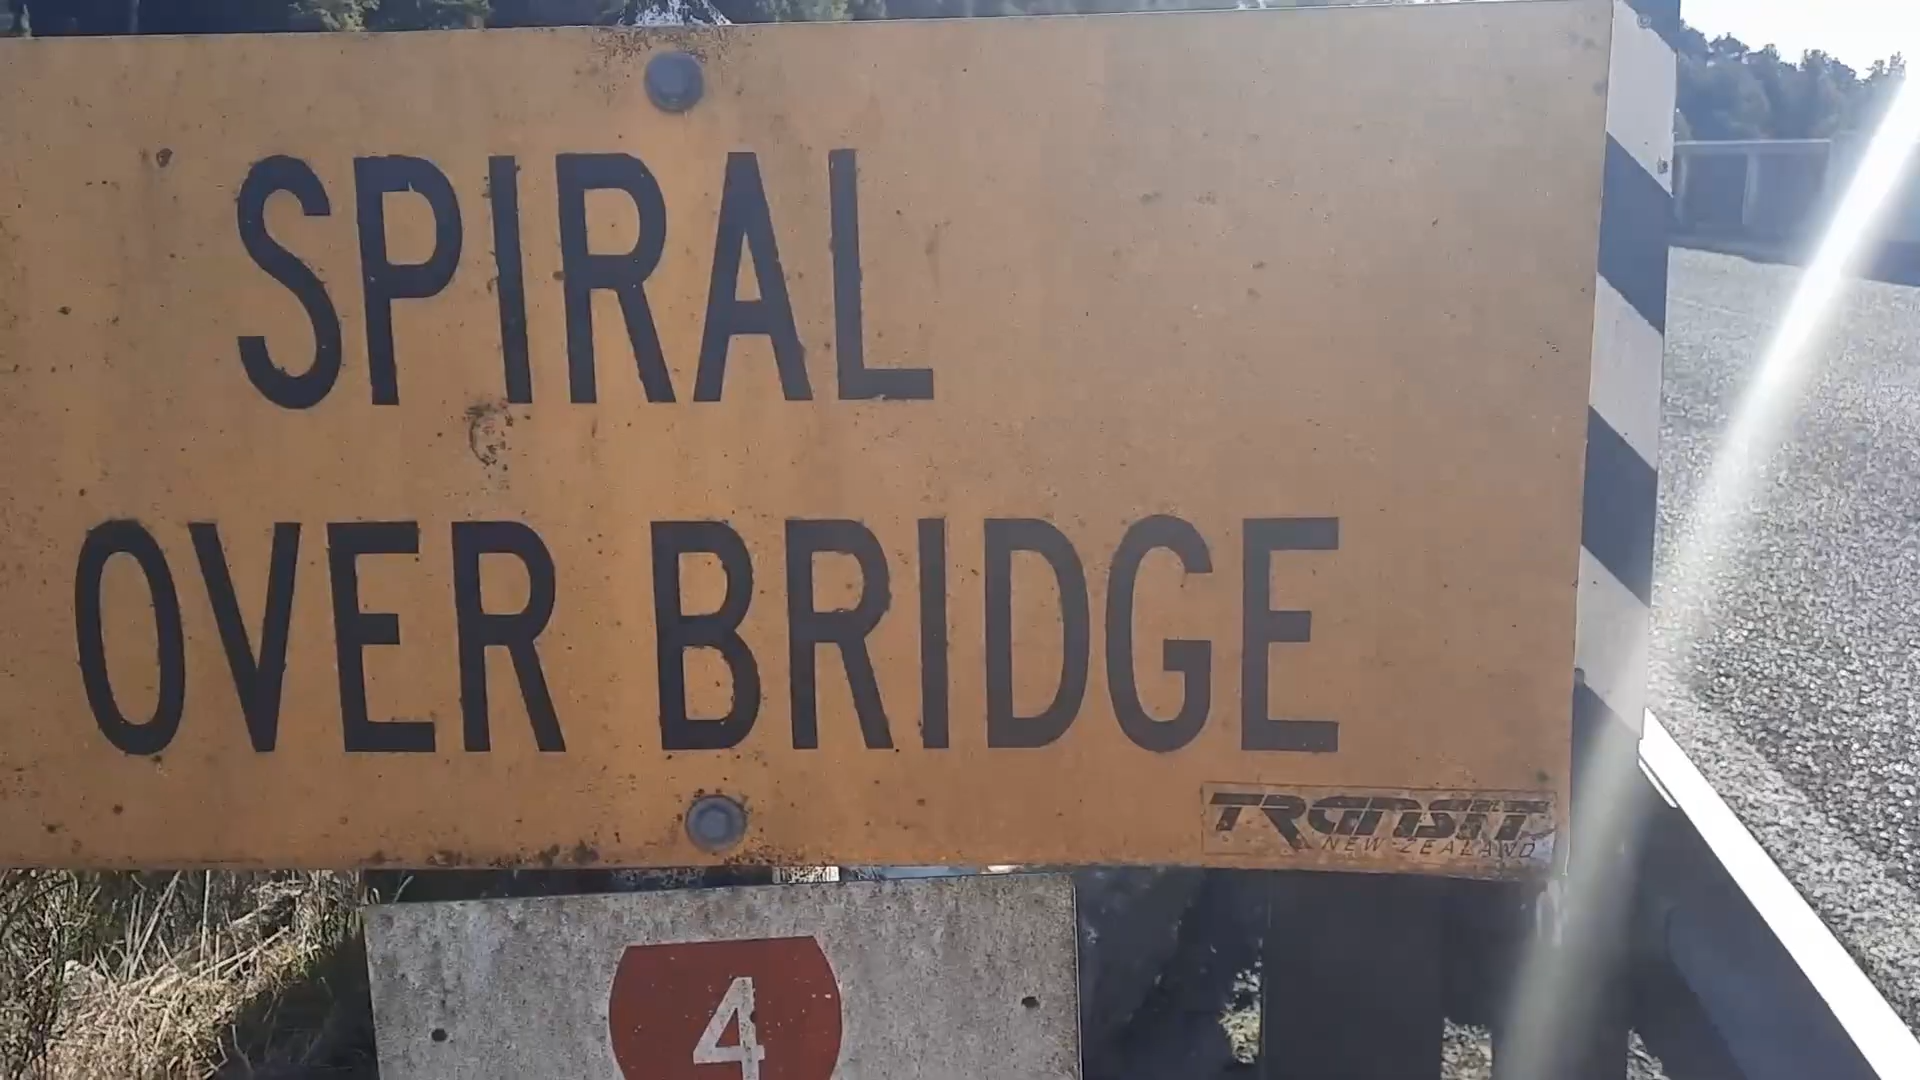 SPIRAL
OVER BRIDGE
TRANSIT
NEW ZEALAND
4